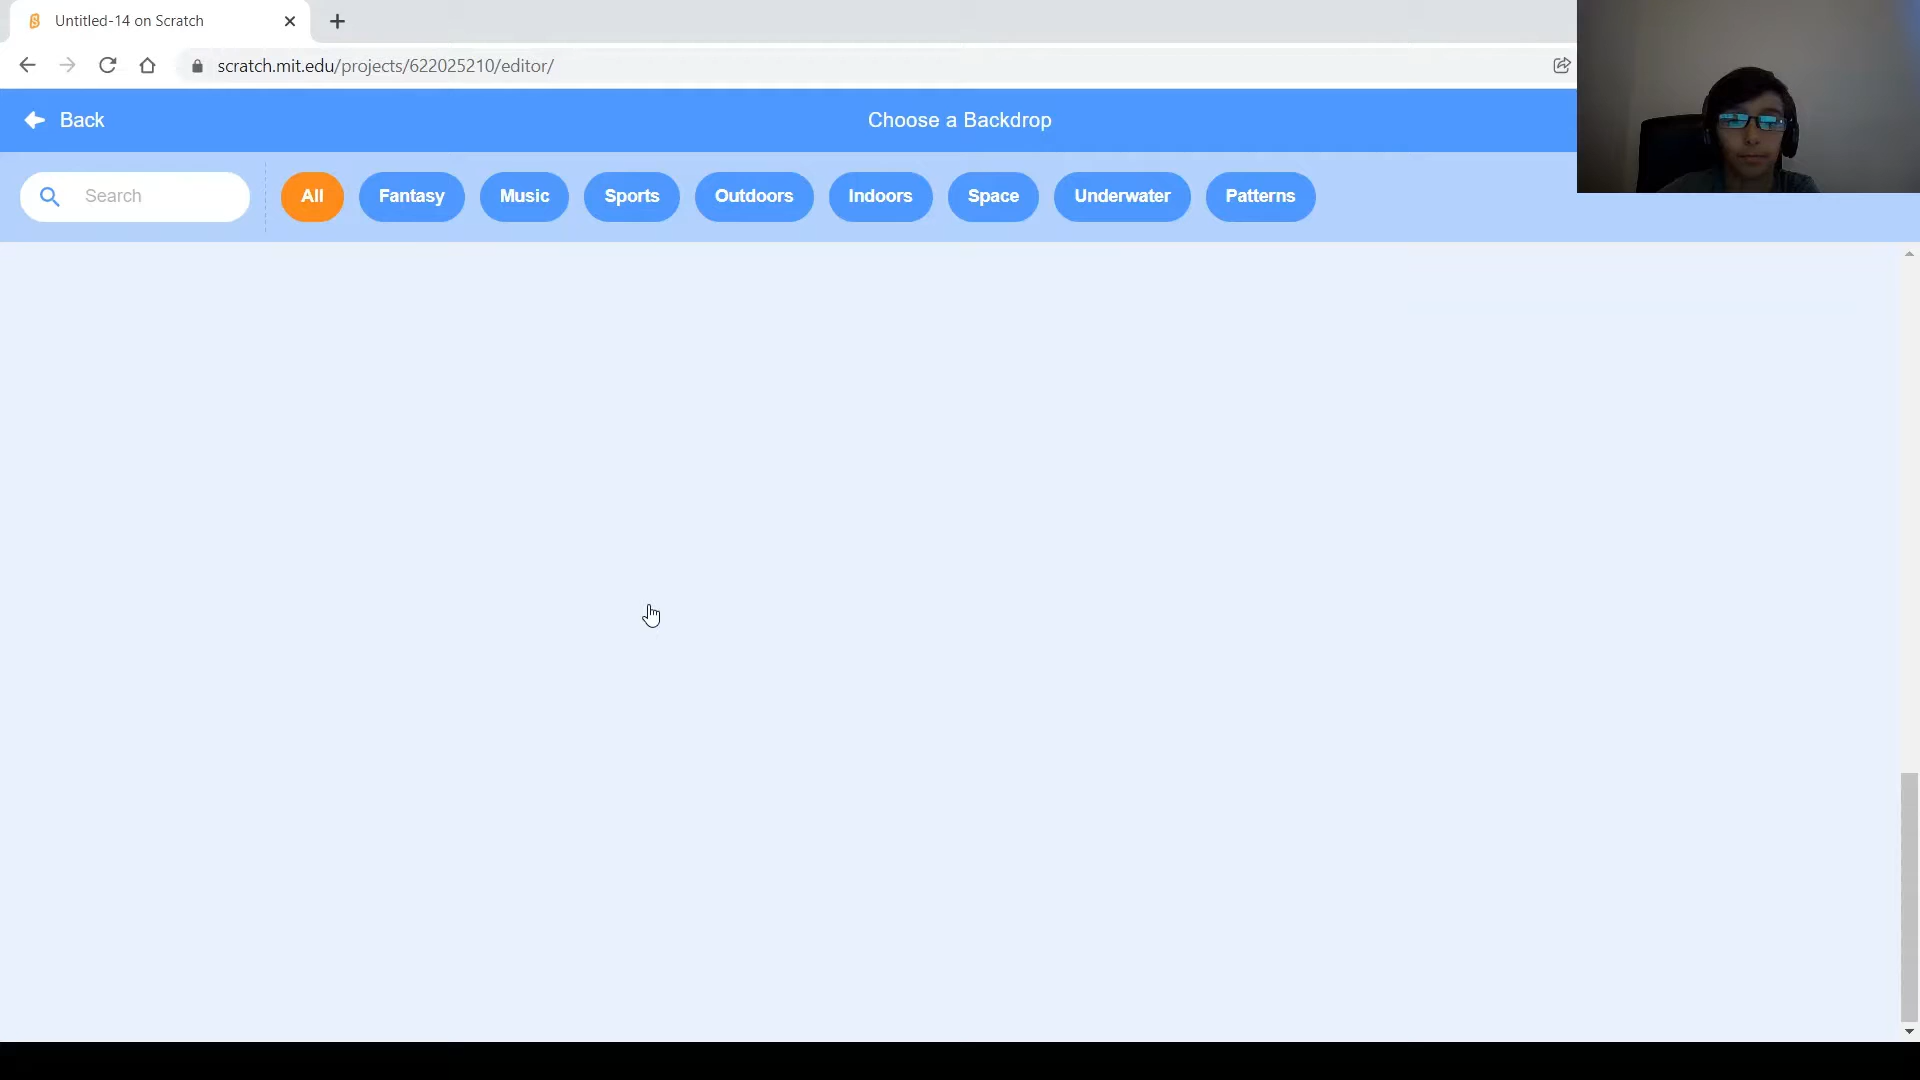 Untitled-14 on Scratch
scratch.mit.edu/projects/622025210/editor/
Back
Choose a Backdrop
Search
All
Fantasy
Music
Sports
Outdoors
Indoors
Space
Underwater
Patterns